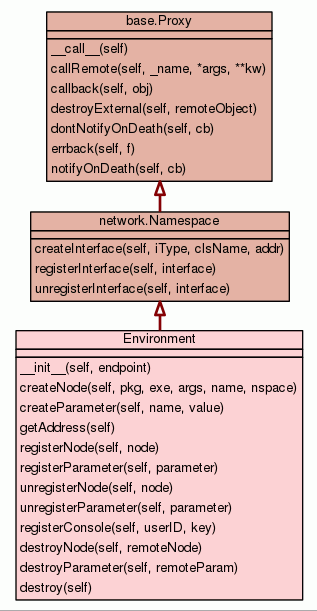 base.Proxy
__call__(self)
callRemote(self, _name, *args, **kw)
callback(self, obj)
destroyExternal(self, remoteObject)
dontNotifyOnDeath(self, cb)
errback(self, f)
notifyOnDeath(self, cb)
network.Namespace
createInterface(self, iType, clsName, addr)
registerInterface(self, interface)
unregisterInterface(self, interface)
Environment
__init__(self, endpoint)
createNode(self, pkg, exe, args, name, nspace)
createParameter(self, name, value)
getAddress(self)
registerNode(self, node)
registerParameter(self, parameter)
unregisterNode(self, node)
unregisterParameter(self, parameter)
registerConsole(self, userID, key)
destroyNode(self, remoteNode)
destroyParameter(self, remoteParam)
destroy(self)